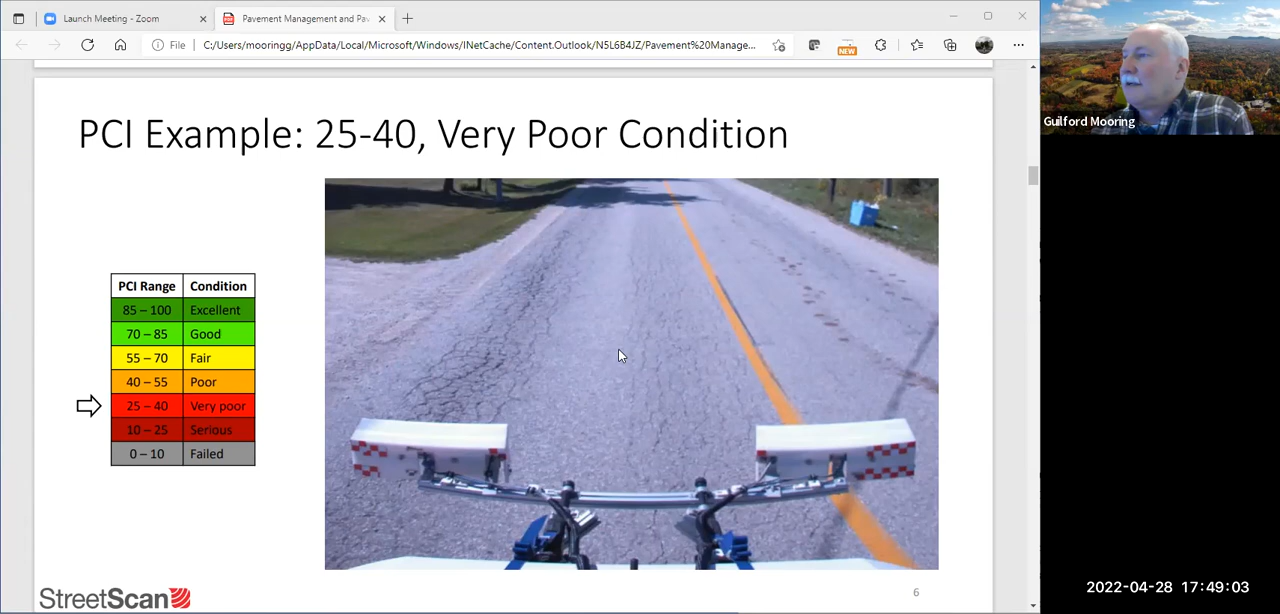 Launch Meeting - Zoom
Pavement Management and Pav
File
C:/Users/mooringg/AppData/Local/Microsoft/Windows/INetCache/Content.Outlook/N5L6B4JZ/Pavement%20Manage...
NEW
Guilford Mooring
PCI Example: 25-40, Very Poor Condition
PCI Range Condition
85 – 100 Excellent
70 – 85 Good
55 – 70 Fair
40 – 55 Poor
25 – 40 Very poor
10 – 25 Serious
0 – 10 Failed
StreetScan
6
2022-04-28 17:49:03